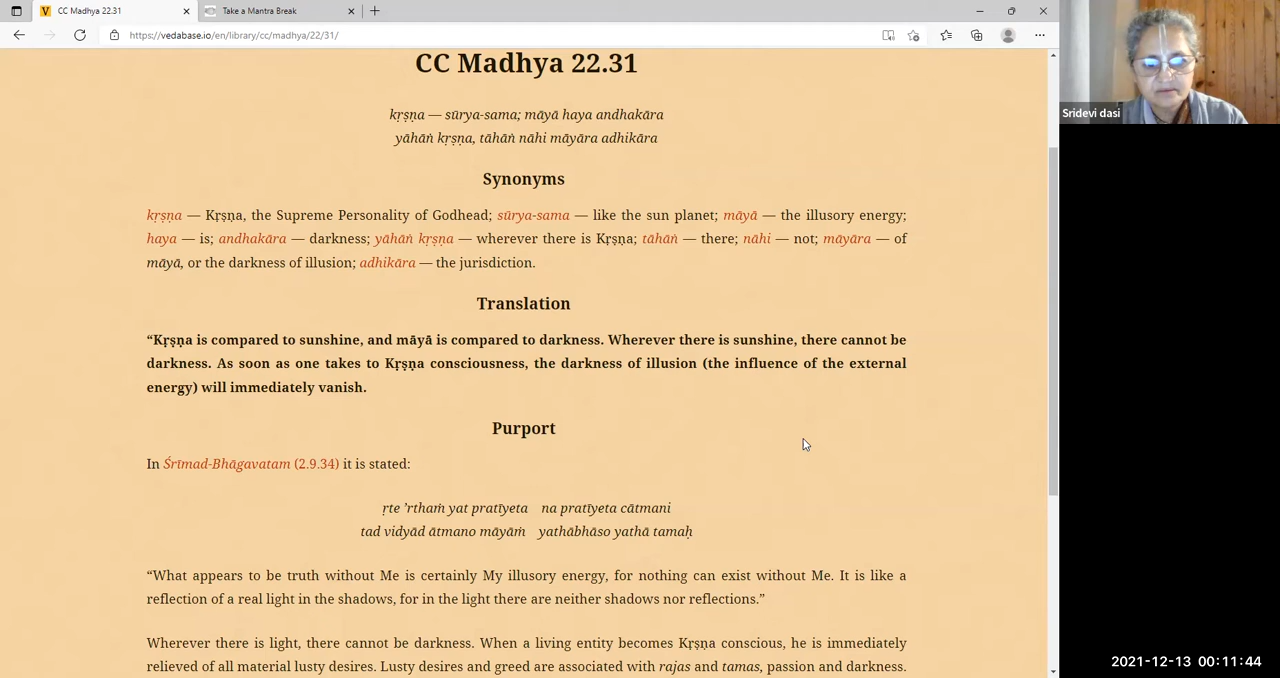 CC Madhya 22.31
Take a Mantra Break
https://vedabase.io/en/library/cc/madhya/22/31/
CC Madhya 22.31
kṛṣṇa — sūrya-sama; māyā haya andhakāra
yāhāṅ kṛṣṇa, tāhāṅ nāhi māyāra adhikāra
Synonyms
kṛṣṇa — Kṛṣṇa, the Supreme Personality of Godhead; sūrya-sama — like the sun planet; māyā — the illusory energy;
haya — is; andhakāra — darkness; yāhāṅ kṛṣṇa — wherever there is Kṛṣṇa; tāhāṅ — there; nāhi — not; māyāra — of
māyā, or the darkness of illusion; adhikāra — the jurisdiction.
Translation
“Kṛṣṇa is compared to sunshine, and māyā is compared to darkness. Wherever there is sunshine, there cannot be
darkness. As soon as one takes to Kṛṣṇa consciousness, the darkness of illusion (the influence of the external
energy) will immediately vanish.
Purport
In Śrīmad-Bhāgavatam (2.9.34) it is stated:
ṛte ’rthaṁ yat pratīyeta na pratīyeta cātmani
tad vidyād ātmano māyāṁ yathābhāso yathā tamaḥ
“What appears to be truth without Me is certainly My illusory energy, for nothing can exist without Me. It is like a
reflection of a real light in the shadows, for in the light there are neither shadows nor reflections.”
Wherever there is light, there cannot be darkness. When a living entity becomes Kṛṣṇa conscious, he is immediately
relieved of all material lusty desires. Lusty desires and greed are associated with rajas and tamas, passion and darkness.
Sridevi dasi
2021-12-13 00:11:44